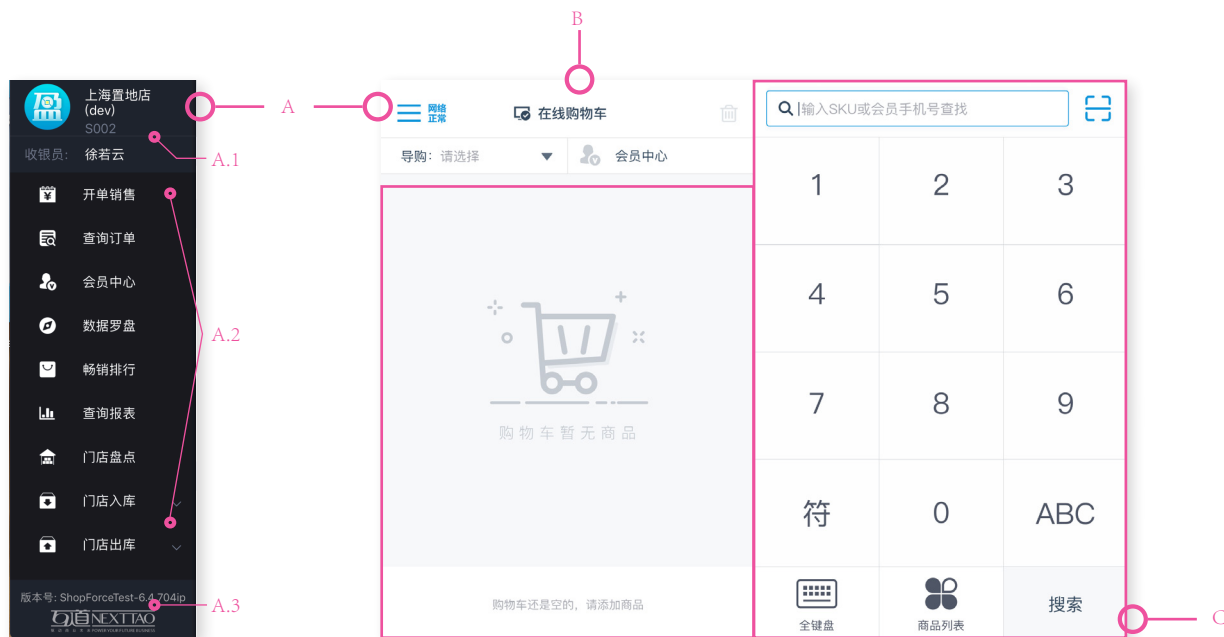 B
上海置地店
(dev)
S002
收银员: 徐若云
A.1
开单销售
查询订单
会员中心
数据罗盘
A.2
畅销排行
查询报表
门店盘点
门店入库
门店出库
版本号: ShopForceTest-6.4.704ip
A.3
NEXTTAO
A
网络
正常
在线购物车
导购: 请选择
会员中心
购物车暂无商品
购物车还是空的，请添加商品
输入SKU或会员手机号查找
1 2 3
4 5 6
7 8 9
符 0 ABC
全键盘 商品列表 搜索
C